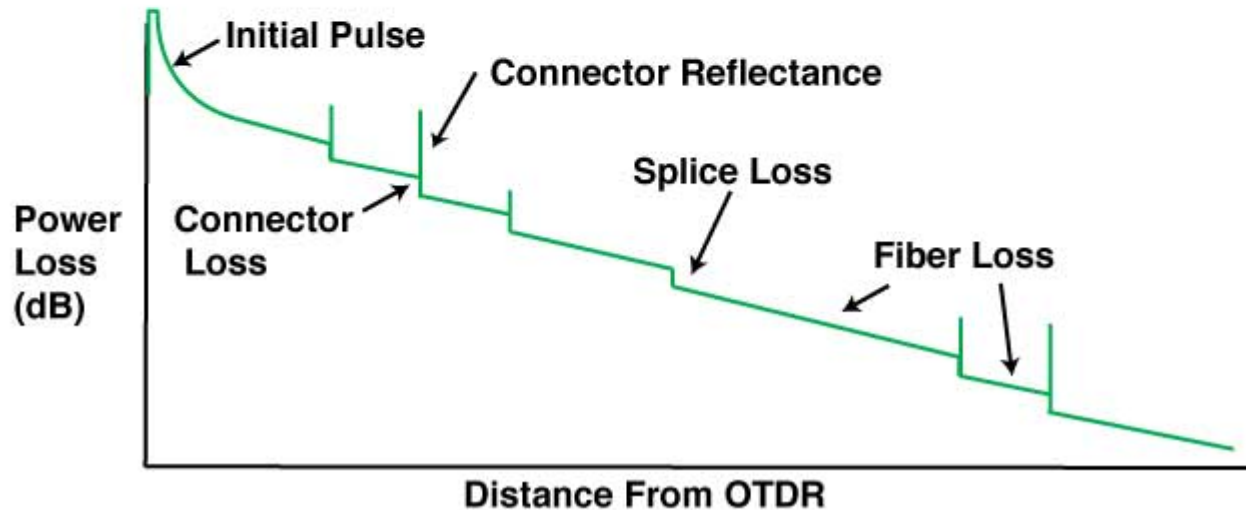 Initial Pulse
Connector Reflectance
Splice Loss
Power
Loss
(dB)
Connector
Loss
Fiber Loss
Distance From OTDR